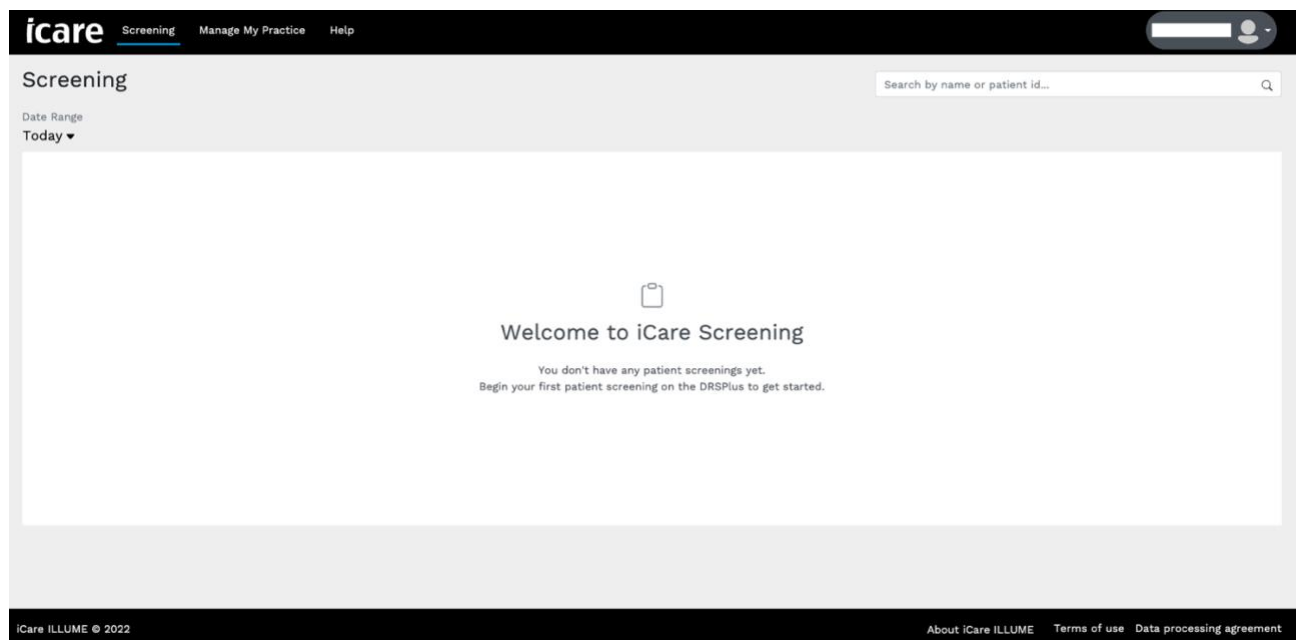 icare Screening Manage My Practice Help
Screening
Search by name or patient id...
Date Range
Today
Welcome to iCare Screening
You don't have any patient screenings yet.
Begin your first patient screening on the DRSPlus to get started.
iCare ILLUME © 2022
About iCare ILLUME Terms of use Data processing agreement